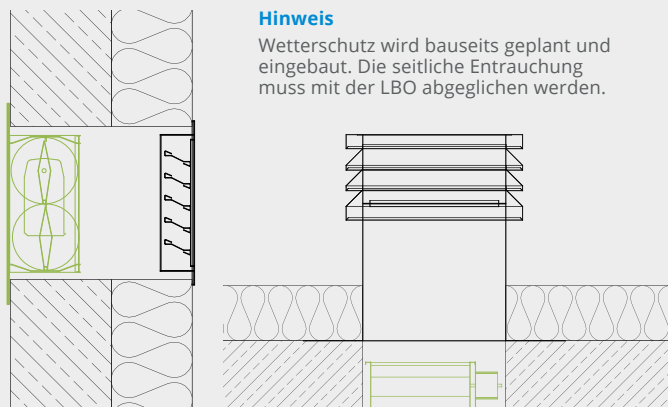 Hinweis
Wetterschutz wird bauseits geplant und
eingebaut. Die seitliche Entrauchung
muss mit der LBO abgeglichen werden.